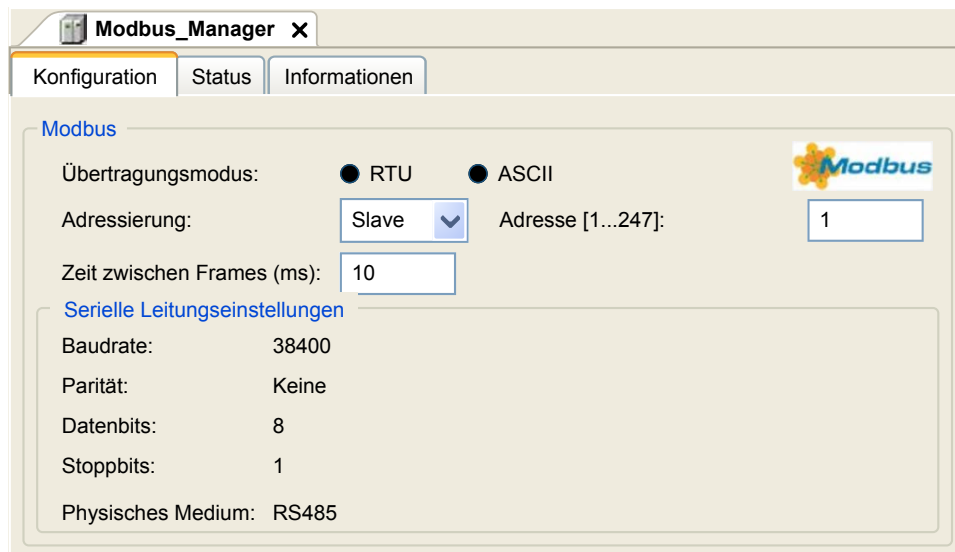 Modbus_Manager
Konfiguration Status Informationen
Modbus
Übertragungsmodus: RTU ASCII
Modbus
Adressierung: Slave Adresse [1...247]: 1
Zeit zwischen Frames (ms): 10
Serielle Leitungseinstellungen
Baudrate: 38400
Parität: Keine
Datenbits: 8
Stoppbits: 1
Physisches Medium: RS485